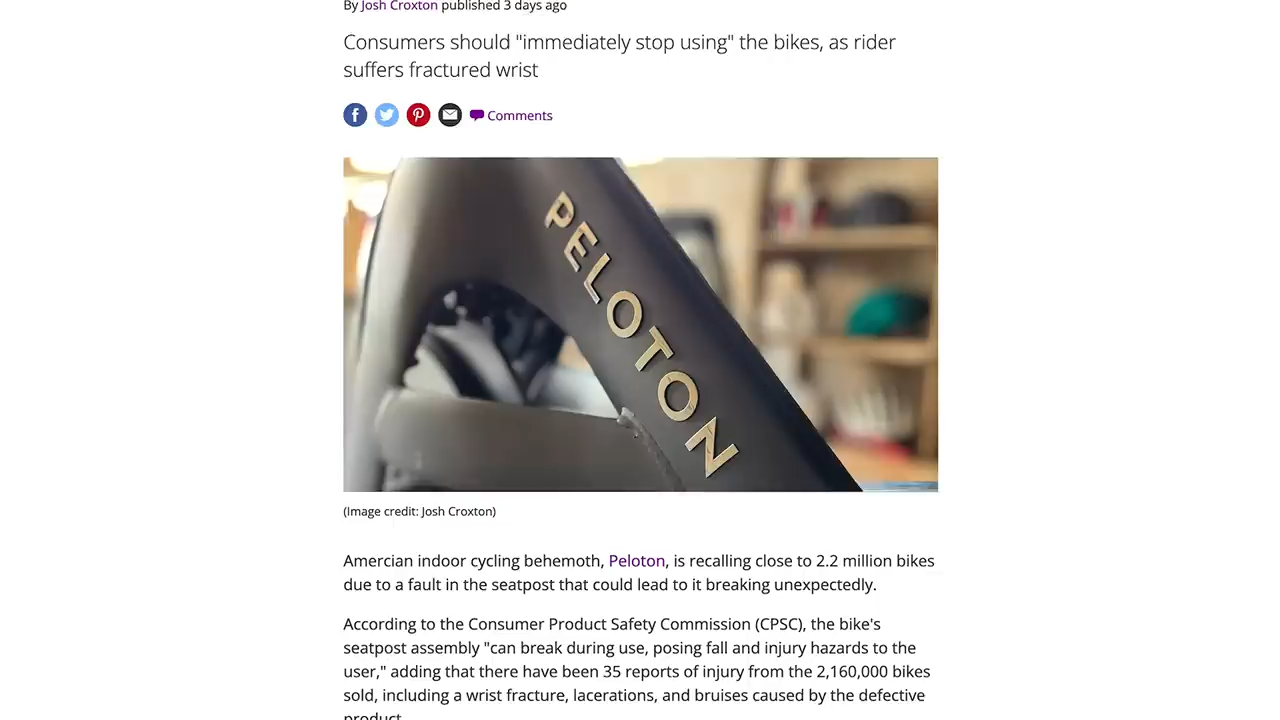 By Josh Croxton published 3 days ago
Consumers should "immediately stop using" the bikes, as rider
suffers fractured wrist
Comments
PELOTON
(Image credit: Josh Croxton)
Amercian indoor cycling behemoth, Peloton, is recalling close to 2.2 million bikes
due to a fault in the seatpost that could lead to it breaking unexpectedly.
According to the Consumer Product Safety Commission (CPSC), the bike's
seatpost assembly "can break during use, posing fall and injury hazards to the
user," adding that there have been 35 reports of injury from the 2,160,000 bikes
sold, including a wrist fracture, lacerations, and bruises caused by the defective
product.